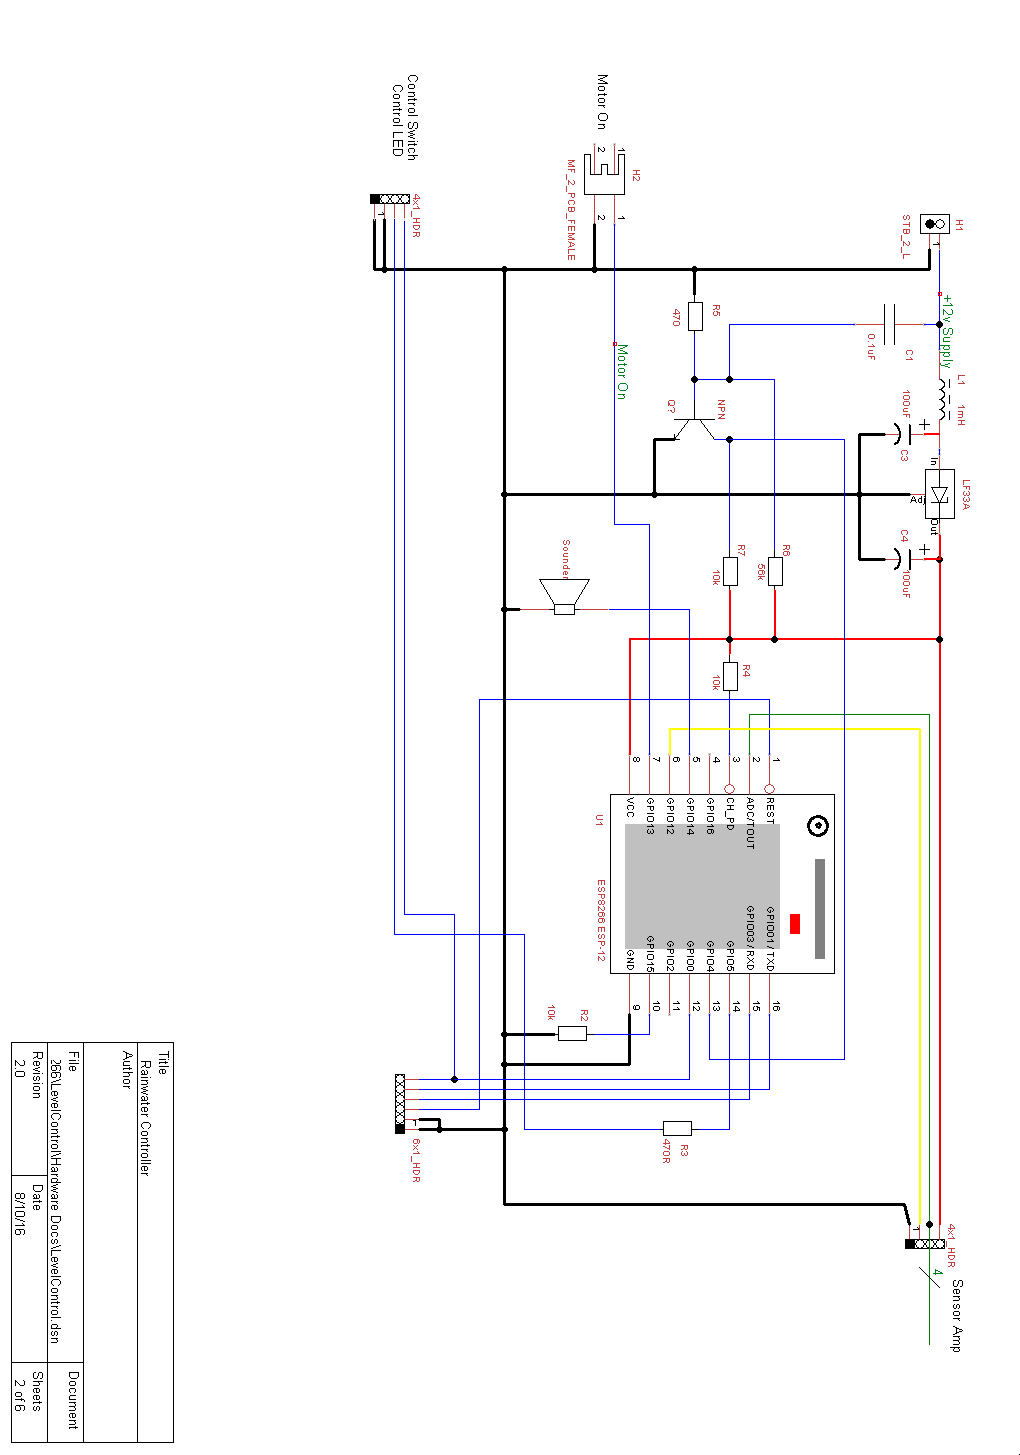 Sensor Amp
4x1_HDR
4
1
H1
STB_2_L
1
+12v Supply
C1
0.1uF
L1
1mH
100uF
C3
In
LF33A
Adj
Out
C4
100uF
Motor On
H2
1
2
1
2
MF_2_PCB_FEMALE
Motor On
R5
470
NPN
Q?
R7
10k
R6
56k
R4
10k
Sounder
Control Switch
Control LED
4x1_HDR
1
1
2
3
4
5
6
7
8
REST
ADC/TOUT
CH_PD
GPIO16
GPIO14
GPIO12
GPIO13
VCC
U1
ESP8266 ESP-12
GPIO01 / TXD
GPIO03 / RXD
GPIO5
GPIO4
GPIO0
GPIO2
GPIO15
GND
16
15
14
13
12
11
10
9
R2
10k
R3
470R
6x1_HDR
1
Title
Rainwater Controller
Author
File
266\LevelControl\Hardware Docs\LevelControl.dsn
Document
Revision
2.0
Date
8/10/16
Sheets
2 of 6